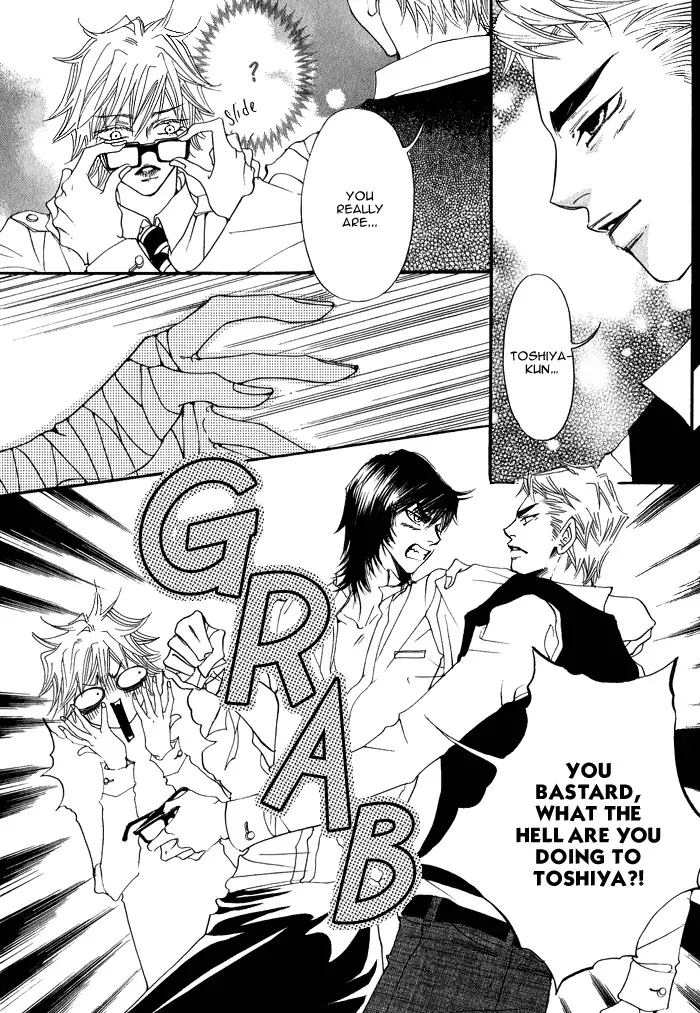 TOSHIYA-
KUN...
YOU
REALLY
ARE...
?
Slide
GRAB
YOU
BASTARD,
WHAT THE
HELL ARE YOU
DOING TO
TOSHIYA?!